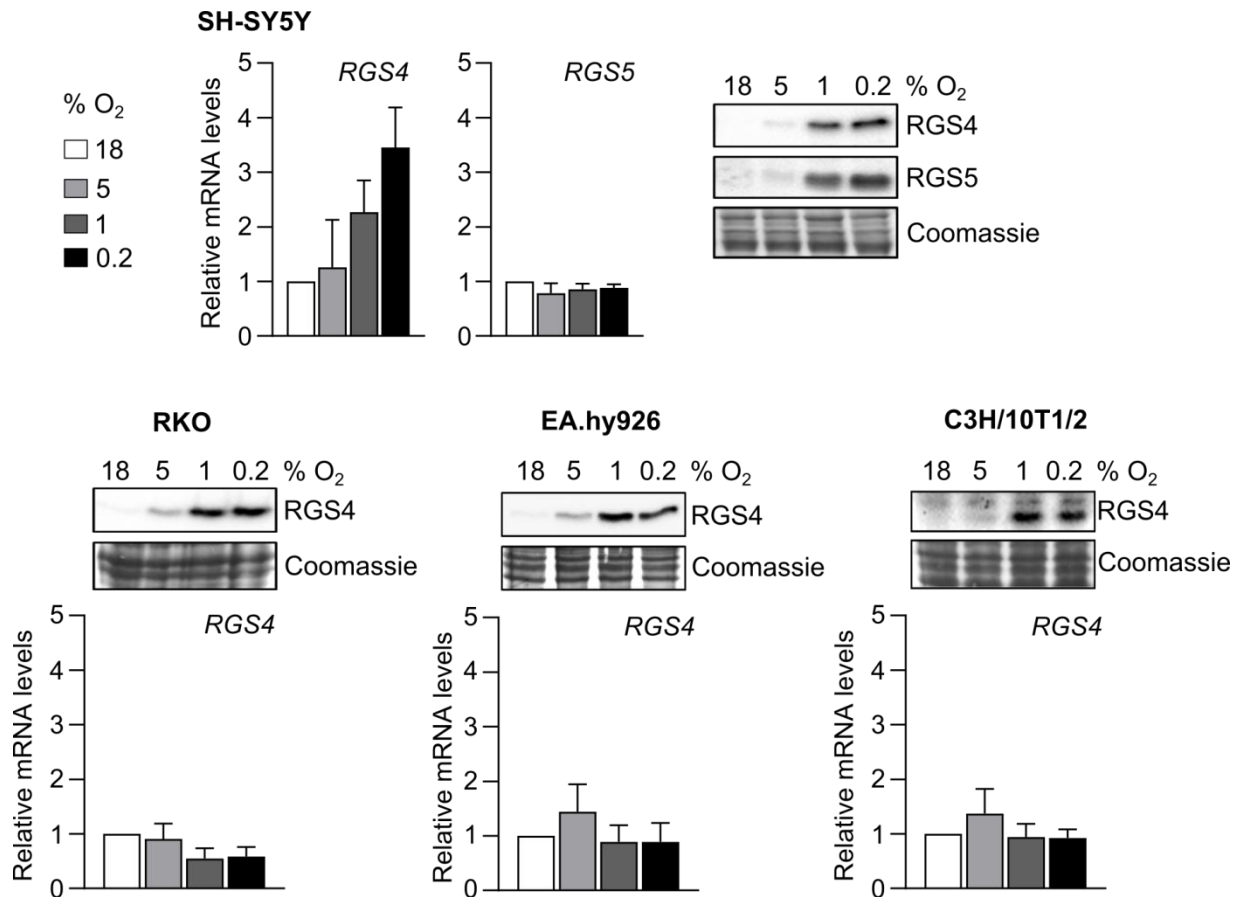 SH-SY5Y
% O₂
18
5
1
0.2
Relative mRNA levels
5
4
3
2
1
0
RGS4
5
4
3
2
1
0
RGS5
18 5 1 0.2 % O₂
RGS4
RGS5
Coomassie
RKO
18 5 1 0.2 % O₂
RGS4
Coomassie
Relative mRNA levels
5
4
3
2
1
0
RGS4
EA.hy926
18 5 1 0.2 % O₂
RGS4
Coomassie
Relative mRNA levels
5
4
3
2
1
0
RGS4
C3H/10T1/2
18 5 1 0.2 % O₂
RGS4
Coomassie
Relative mRNA levels
5
4
3
2
1
0
RGS4